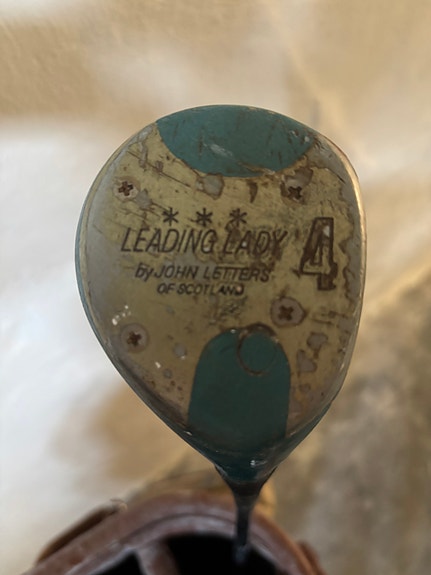 * * *
LEADING LADY
by JOHN LETTERS
OF SCOTLAND
4